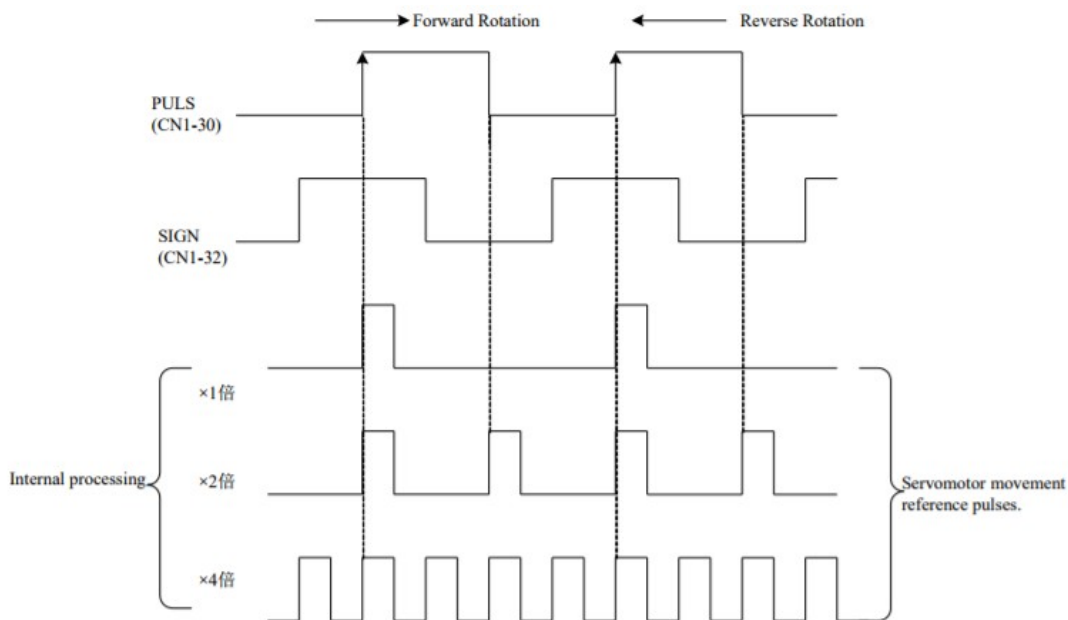 Forward Rotation
Reverse Rotation
PULS
(CN1-30)
SIGN
(CN1-32)
×1倍
Internal processing
×2倍
Servomotor movement
reference pulses.
×4倍